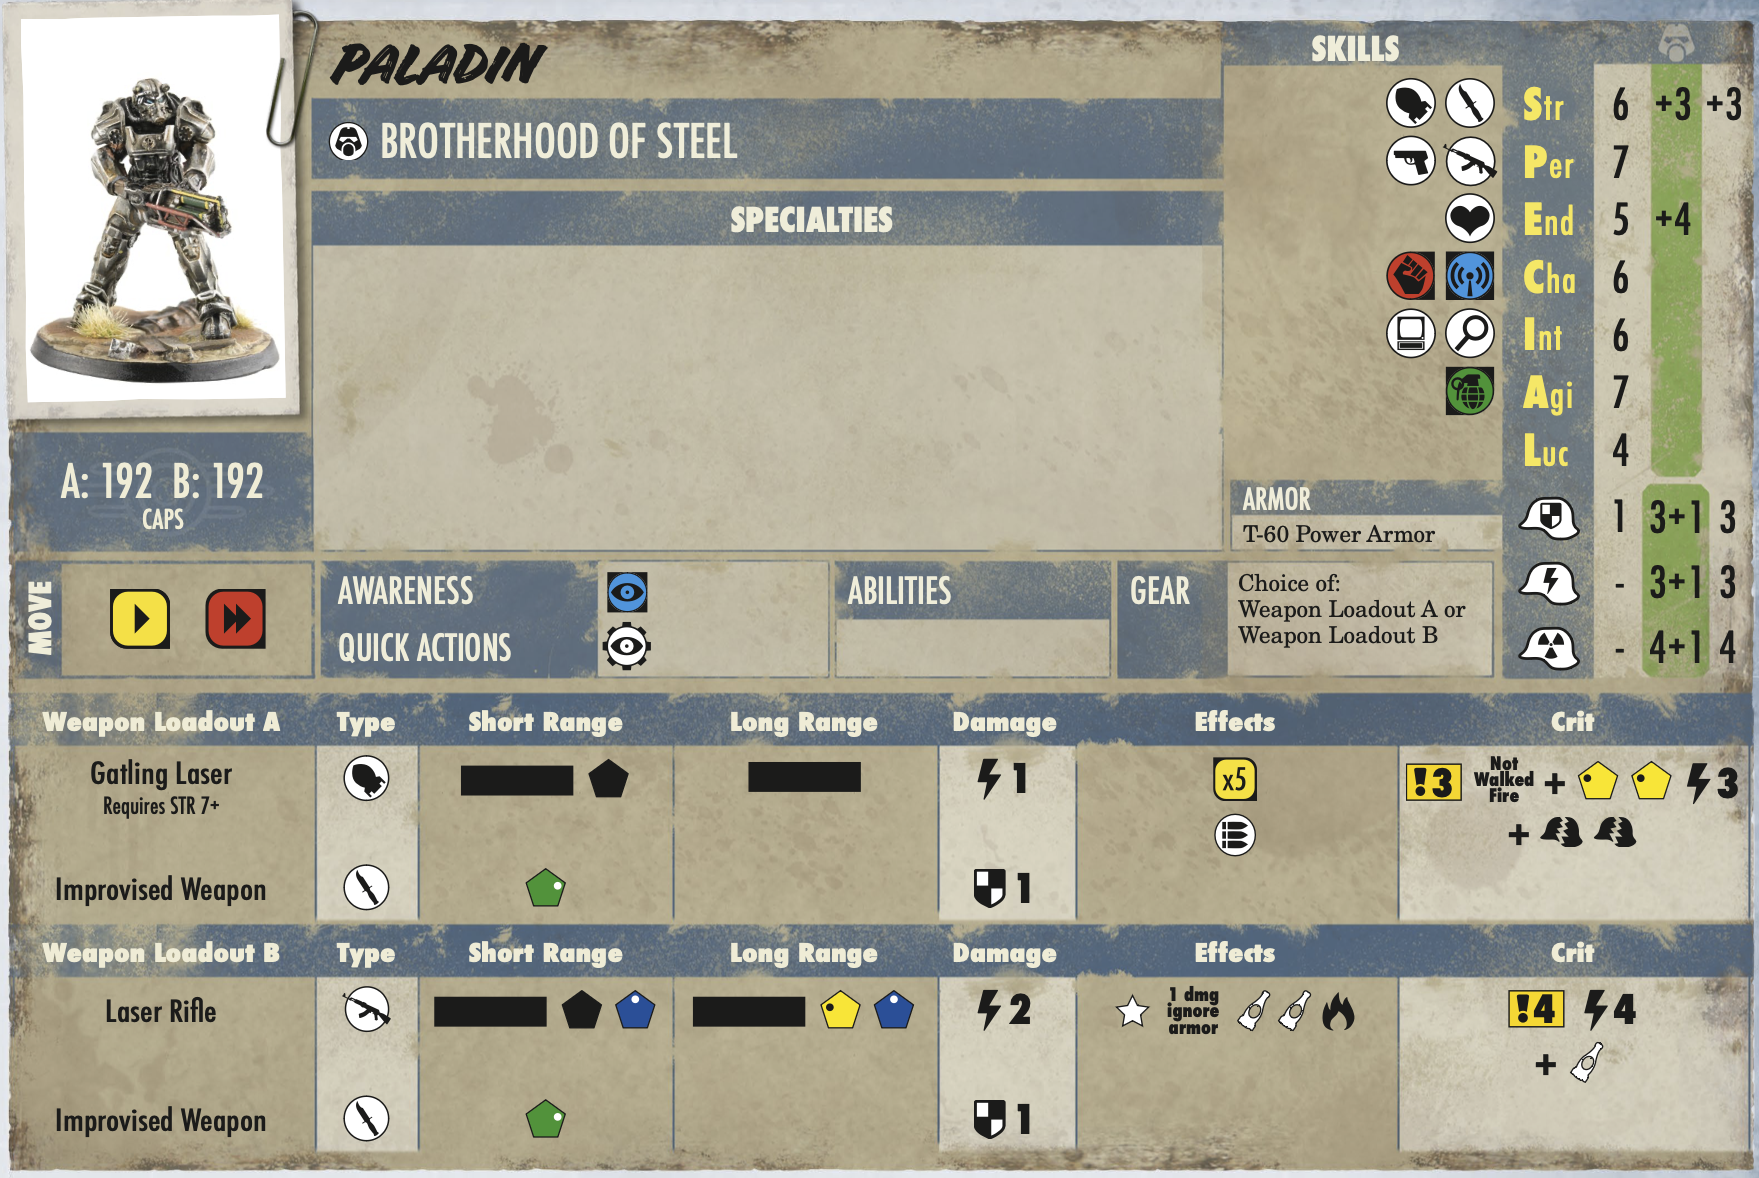 PALADIN
BROTHERHOOD OF STEEL
SPECIALTIES
A: 192 B: 192
CAPS
SKILLS
Str 6 +3 +3
Per 7
End 5 +4
Cha 6
Int 6
Agi 7
Luc 4
ARMOR
T-60 Power Armor
1 3+1 3
- 3+1 3
- 4+1 4
MOVE
AWARENESS
QUICK ACTIONS
ABILITIES
GEAR
Choice of:
Weapon Loadout A or
Weapon Loadout B
Weapon Loadout A Type Short Range Long Range Damage Effects Crit
Gatling Laser 1 x5 !3 Not Walked Fire + 3
Requires STR 7+
+
Improvised Weapon 1
Weapon Loadout B Type Short Range Long Range Damage Effects Crit
Laser Rifle 2 1 dmg ignore armor !4 4
+
Improvised Weapon 1